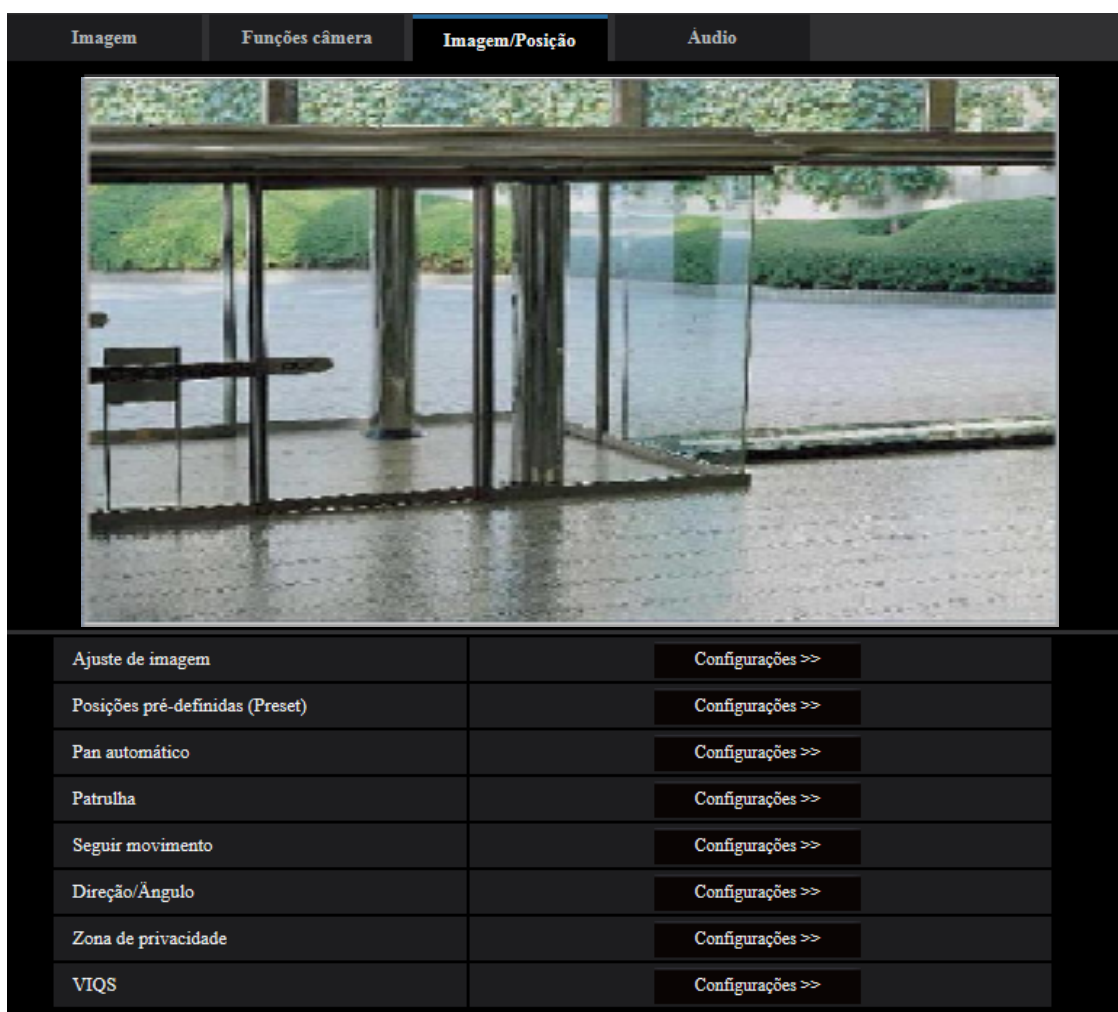 Imagem Funções câmera Imagem/Posição Áudio
Ajuste de imagem Configurações >>
Posições pré-definidas (Preset) Configurações >>
Pan automático Configurações >>
Patrulha Configurações >>
Seguir movimento Configurações >>
Direção/Ângulo Configurações >>
Zona de privacidade Configurações >>
VIQS Configurações >>